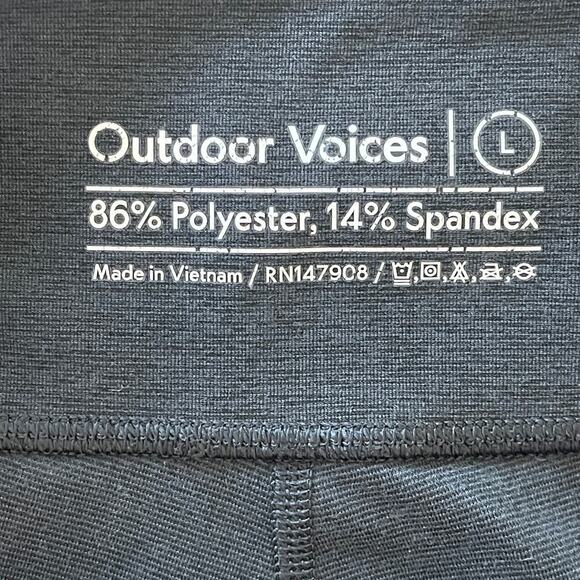 Outdoor Voices | L
86% Polyester, 14% Spandex
Made in Vietnam / RN147908 /